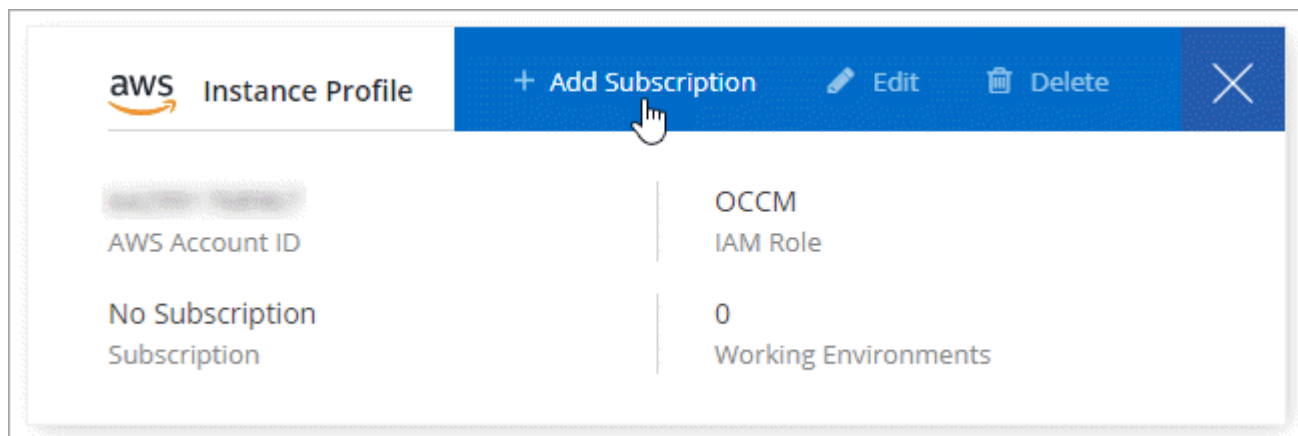 aws Instance Profile
+ Add Subscription Edit Delete
AWS Account ID
OCCM
IAM Role
No Subscription
Subscription
0
Working Environments